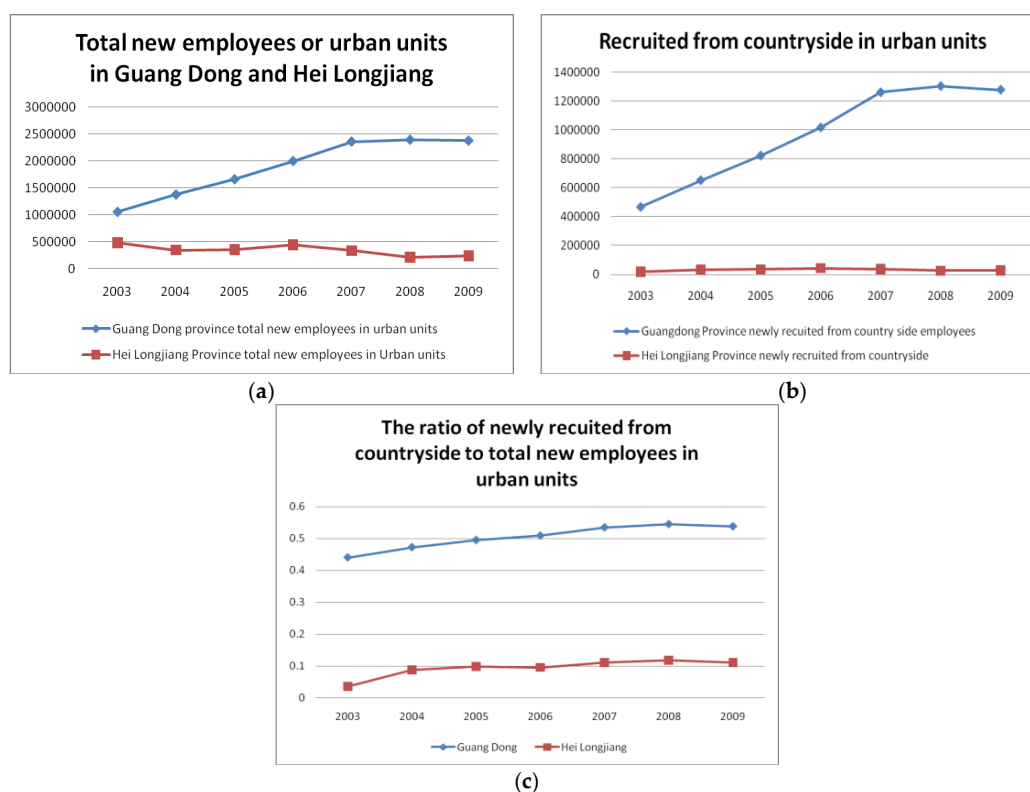 Total new employees or urban units
in Guang Dong and Hei Longjiang
3000000
2500000
2000000
1500000
1000000
500000
0
2003 2004 2005 2006 2007 2008 2009
Guang Dong province total new employees in urban units
Hei Longjiang Province total new employees in Urban units
(a)
Recruited from countryside in urban units
1400000
1200000
1000000
800000
600000
400000
200000
0
2003 2004 2005 2006 2007 2008 2009
Guangdong Province newly recuited from country side employees
Hei Longjiang Province newly recruited from countryside
(b)
The ratio of newly recuited from
countryside to total new employees in
urban units
0.6
0.5
0.4
0.3
0.2
0.1
0
2003 2004 2005 2006 2007 2008 2009
Guang Dong Hei Longjiang
(c)